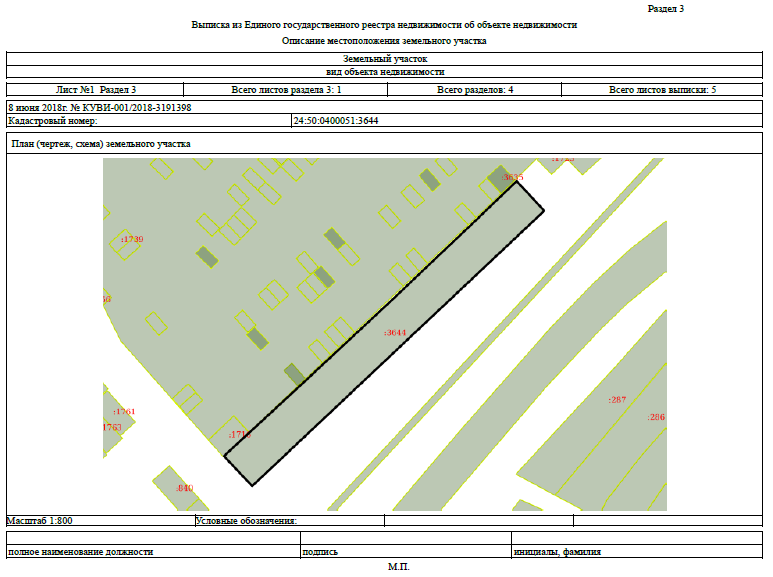 Раздел 3
Выписка из Единого государственного реестра недвижимости об объекте недвижимости
Описание местоположения земельного участка
Земельный участок
вид объекта недвижимости
Лист №1 Раздел 3 Всего листов раздела 3: 1 Всего разделов: 4 Всего листов выписки: 5
8 июня 2018г. № КУВИ-001/2018-3191398
Кадастровый номер: 24:50:0400051:3644
План (чертеж, схема) земельного участка
:3635
:1739
:3644
:287
:286
:1761
1763
:840
Масштаб 1:800 Условные обозначения:
полное наименование должности подпись инициалы, фамилия
М.П.